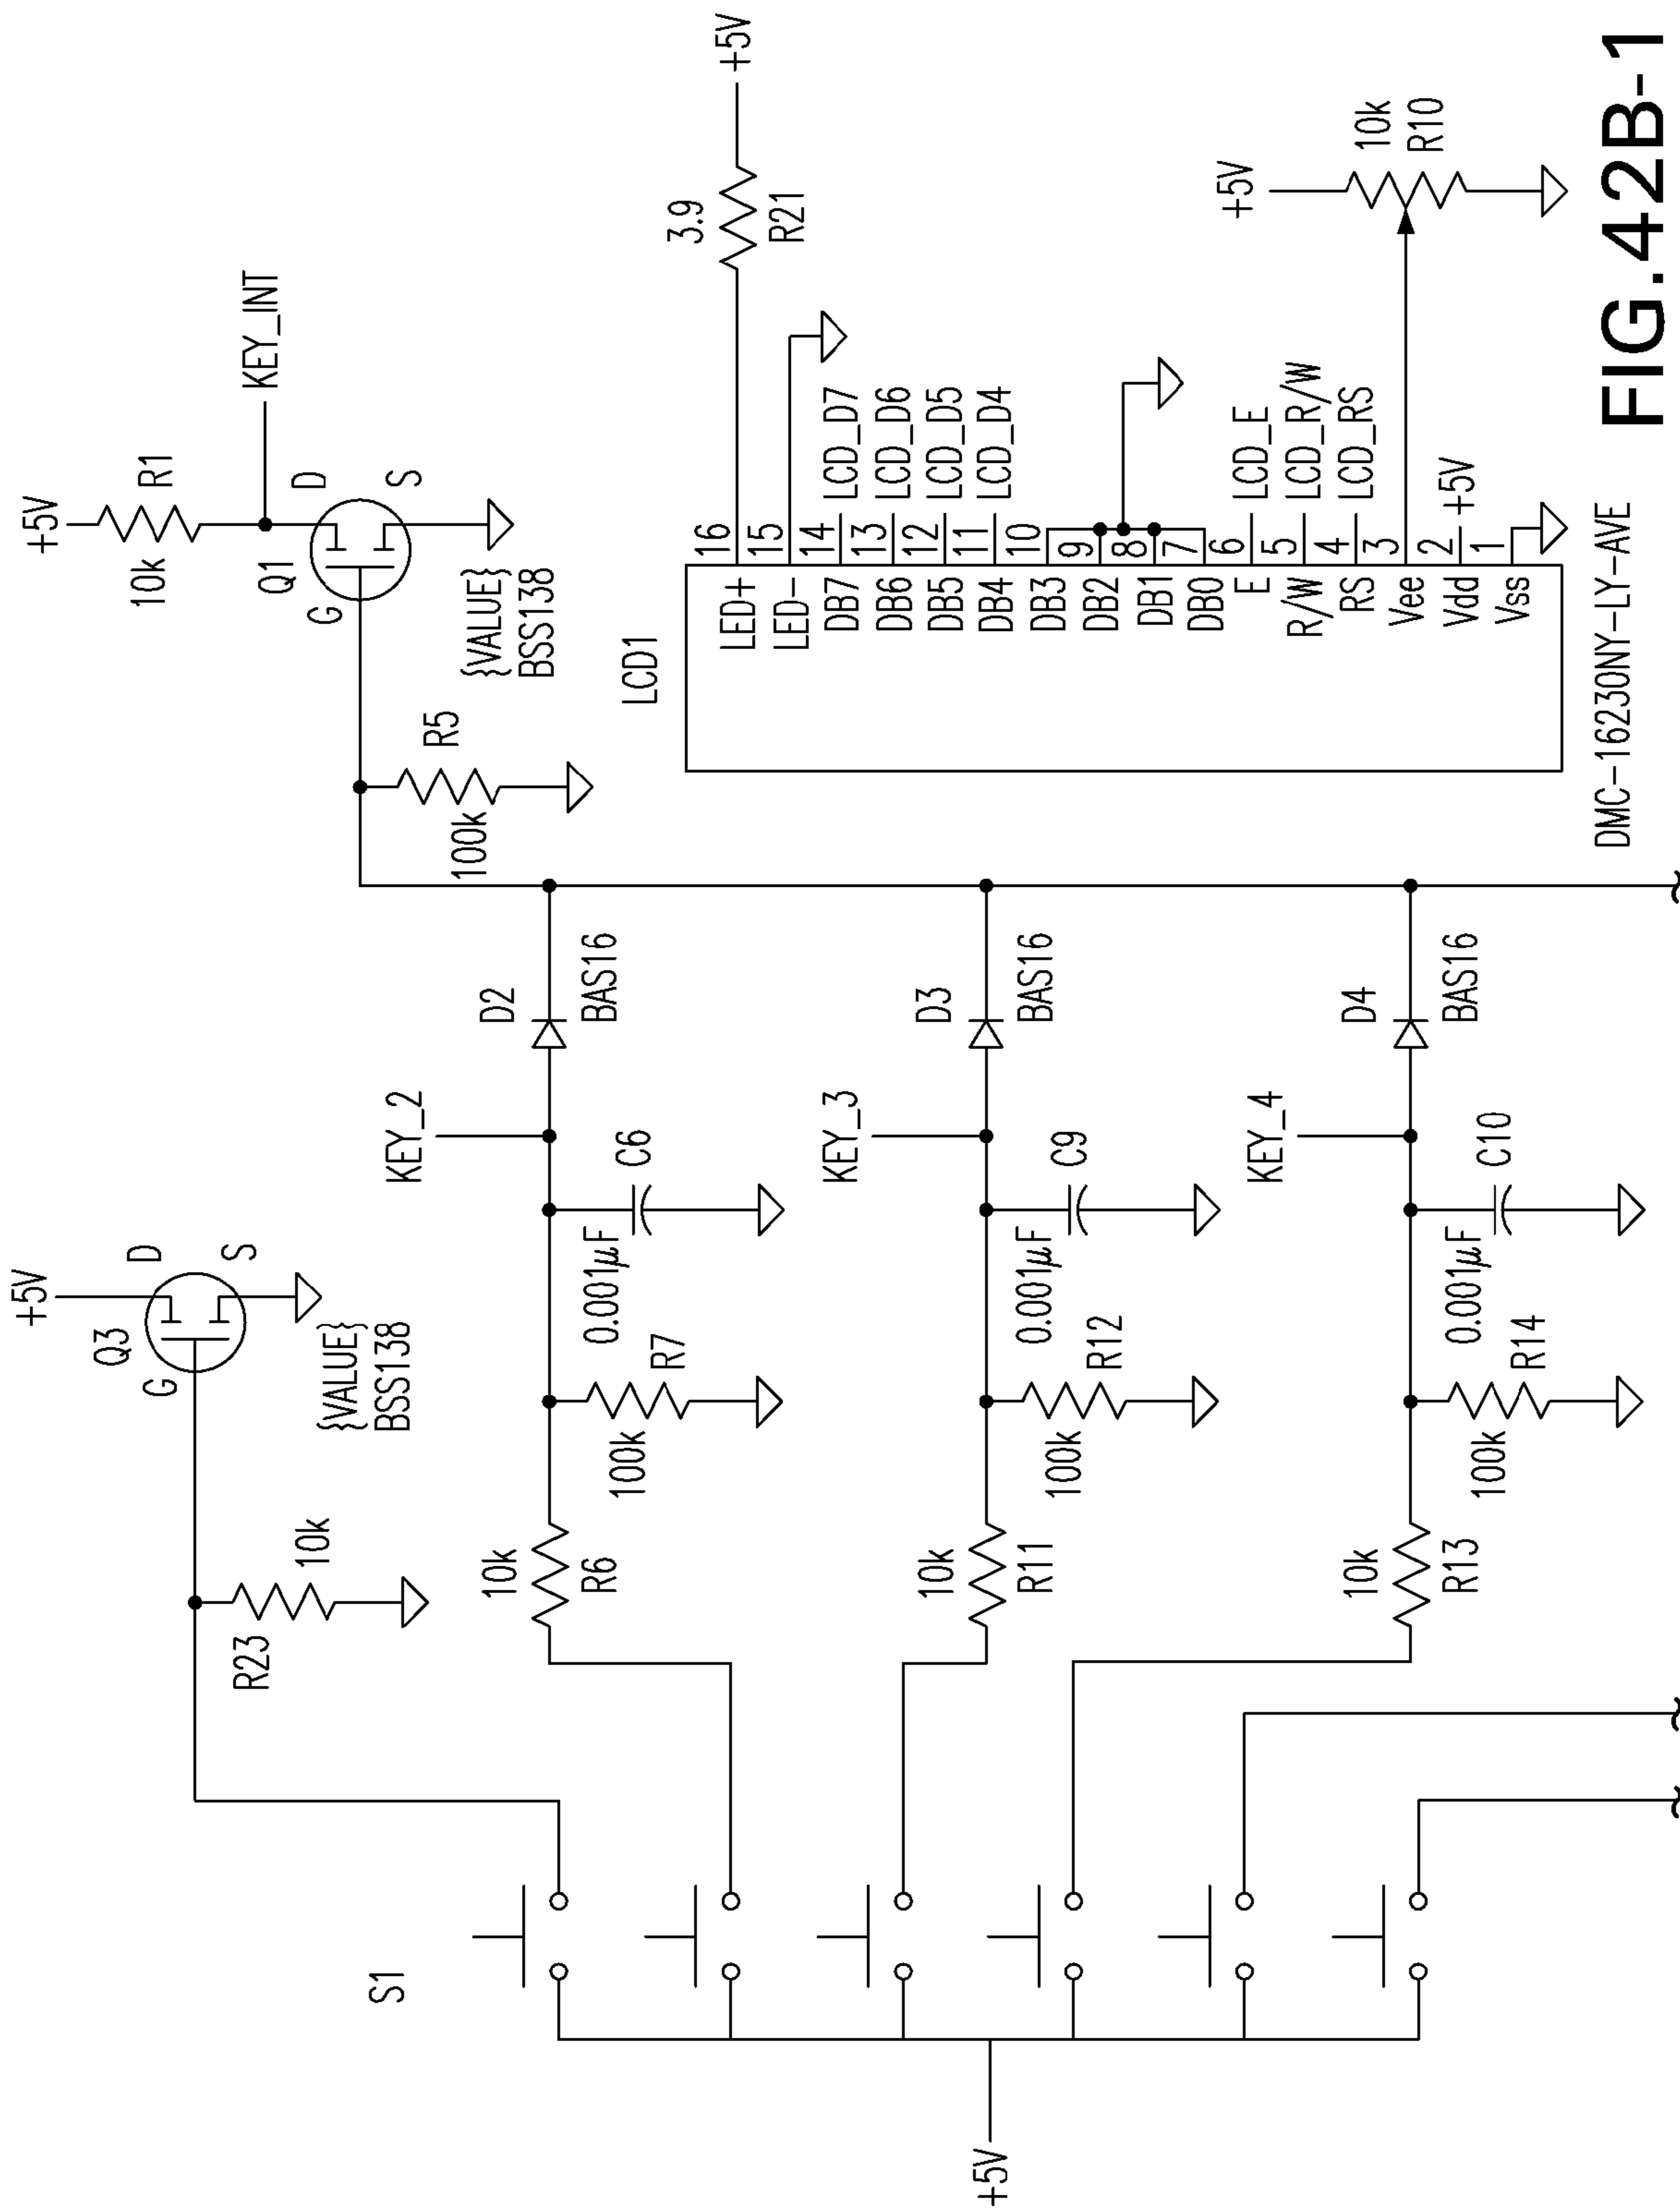 +5V
10k
R1
KEY_INT
Q1
D
G
S
{VALUE}
BSS138
+5V
Q3
D
G
S
{VALUE}
BSS138
R23
10k
R5
100k
S1
+5V
10k
R6
100k
R7
0.001µF
C6
KEY_2
D2
BAS16
10k
R11
100k
R12
0.001µF
C9
KEY_3
D3
BAS16
10k
R13
100k
R14
0.001µF
C10
KEY_4
D4
BAS16
LCD1
LED+ 16
LED- 15
DB7 14 LCD_D7
DB6 13 LCD_D6
DB5 12 LCD_D5
DB4 11 LCD_D4
DB3 10
DB2 9
DB1 8
DB0 7
E 6 LCD_E
R/W 5 LCD_R/W
RS 4 LCD_RS
Vee 3
Vdd 2 +5V
Vss 1
3.9
R21
+5V
+5V
10k
R10
DMC-16230NY-LY-AVE
FIG.42B-1